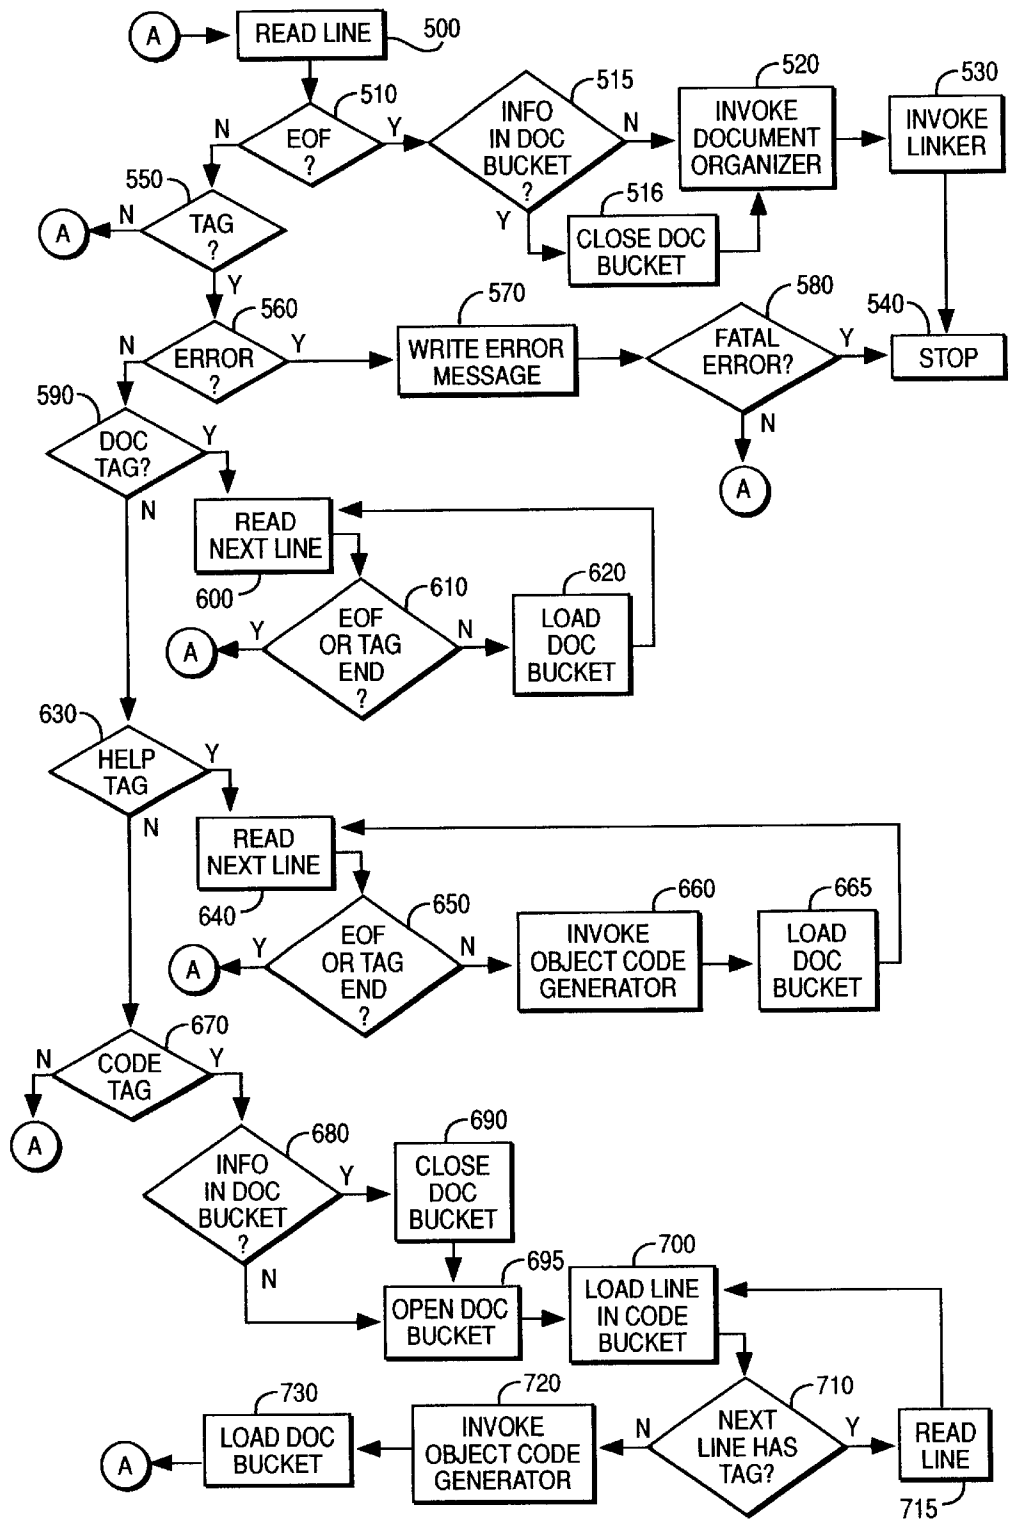 A
READ LINE
500
510
EOF
?
N
Y
515
INFO
IN DOC
BUCKET
?
N
Y
520
INVOKE
DOCUMENT
ORGANIZER
530
INVOKE
LINKER
516
CLOSE DOC
BUCKET
550
TAG
?
N
A
Y
560
ERROR
?
N
Y
570
WRITE ERROR
MESSAGE
580
FATAL
ERROR?
Y
N
A
540
STOP
590
DOC
TAG?
Y
N
READ
NEXT LINE
600
610
EOF
OR TAG
END
?
Y
A
N
620
LOAD
DOC
BUCKET
630
HELP
TAG
Y
N
READ
NEXT LINE
640
650
EOF
OR TAG
END
?
Y
A
N
660
INVOKE
OBJECT CODE
GENERATOR
665
LOAD
DOC
BUCKET
670
CODE
TAG
N
A
Y
680
INFO
IN DOC
BUCKET
?
Y
N
690
CLOSE
DOC
BUCKET
695
OPEN DOC
BUCKET
700
LOAD LINE
IN CODE
BUCKET
710
NEXT
LINE HAS
TAG?
Y
N
READ
LINE
715
720
INVOKE
OBJECT CODE
GENERATOR
730
LOAD DOC
BUCKET
A